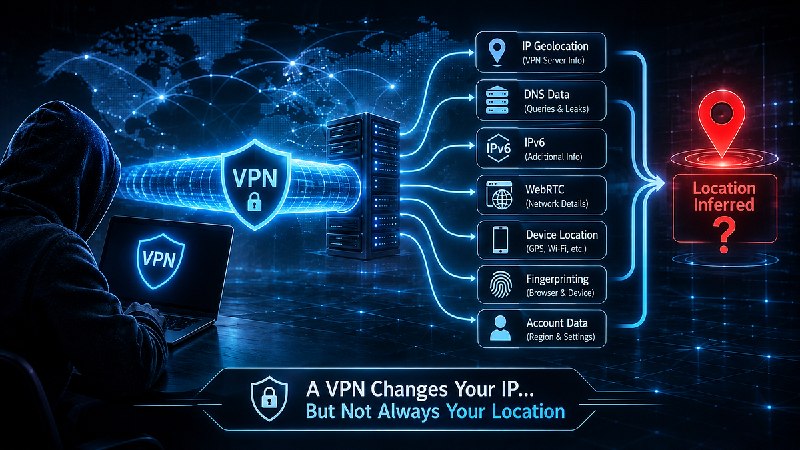 VPN
VPN
IP Geolocation
(VPN Server Info)
DNS Data
(Queries & Leaks)
IPv6
IPv6
(Additional Info)
WebRTC
(Network Details)
Device Location
(GPS, Wi-Fi, etc.)
Fingerprinting
(Browser & Device)
Account Data
(Region & Settings)
Location
Inferred
?
A VPN Changes Your IP...
But Not Always Your Location